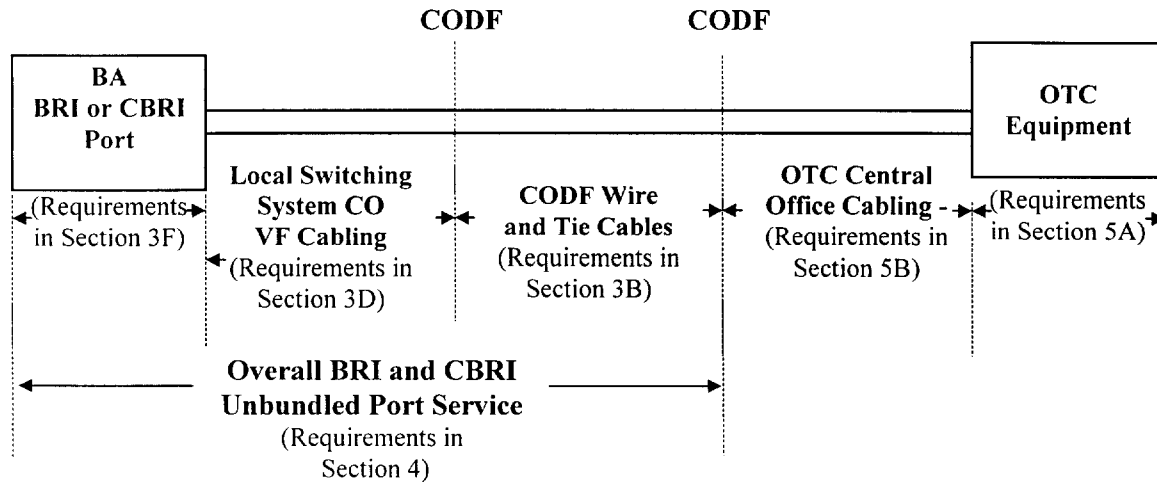 CODF
CODF
BA
BRI or CBRI
Port
OTC
Equipment
(Requirements
in Section 3F)
Local Switching
System CO
VF Cabling
(Requirements in
Section 3D)
CODF Wire
and Tie Cables
(Requirements in
Section 3B)
OTC Central
Office Cabling -
(Requirements in
Section 5B)
(Requirements
in Section 5A)
Overall BRI and CBRI
Unbundled Port Service
(Requirements in
Section 4)